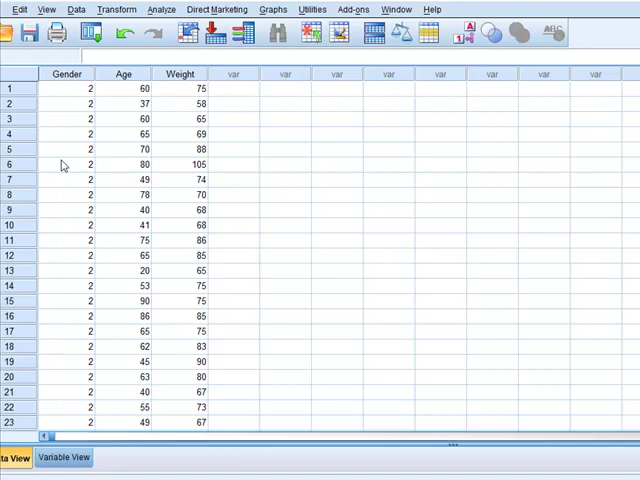 Edit View Data Transform Analyze Direct Marketing Graphs Utilities Add-ons Window Help
A
ABC
Gender Age Weight var var var var var var var var
1 2 60 75
2 2 37 58
3 2 60 65
4 2 65 69
5 2 70 88
6 2 80 105
7 2 49 74
8 2 78 70
9 2 40 68
10 2 41 68
11 2 75 86
12 2 65 85
13 2 20 65
14 2 53 75
15 2 90 75
16 2 86 85
17 2 65 75
18 2 62 83
19 2 45 90
20 2 63 80
21 2 40 67
22 2 55 73
23 2 49 67
ta View Variable View